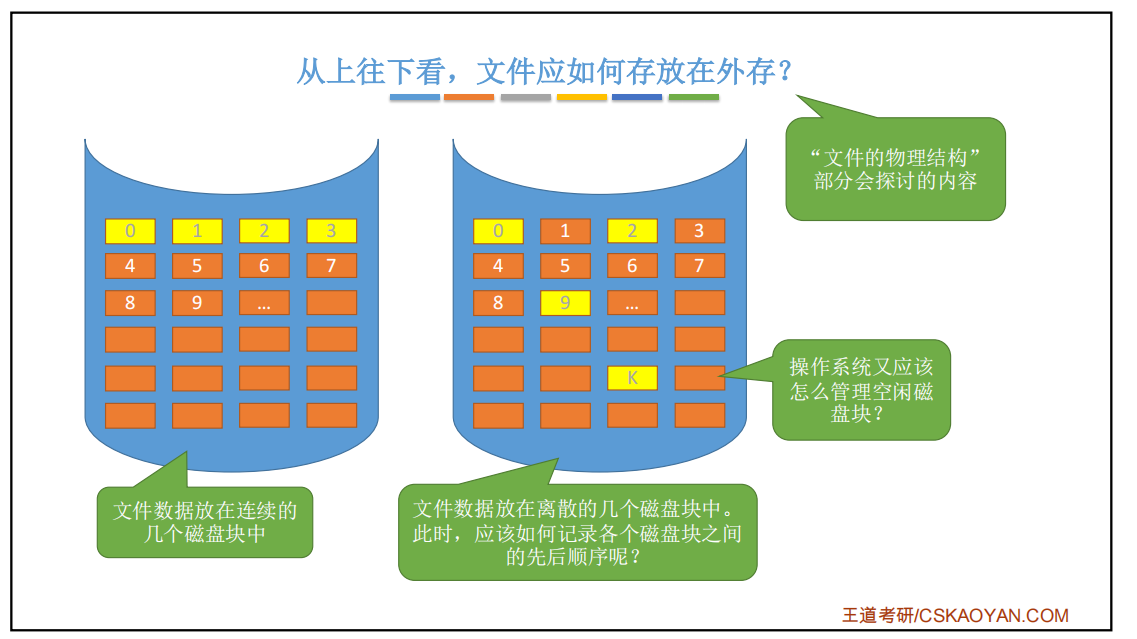 从上往下看，文件应如何存放在外存？
“文件的物理结构”
部分会探讨的内容
0 1 2 3
4 5 6 7
8 9 ...
0 1 2 3
4 5 6 7
8 9 ...
K
操作系统又应该
怎么管理空闲磁
盘块？
文件数据放在连续的
几个磁盘块中
文件数据放在离散的几个磁盘块中。
此时，应该如何记录各个磁盘块之间
的先后顺序呢？
王道考研/CSKAOYAN.COM